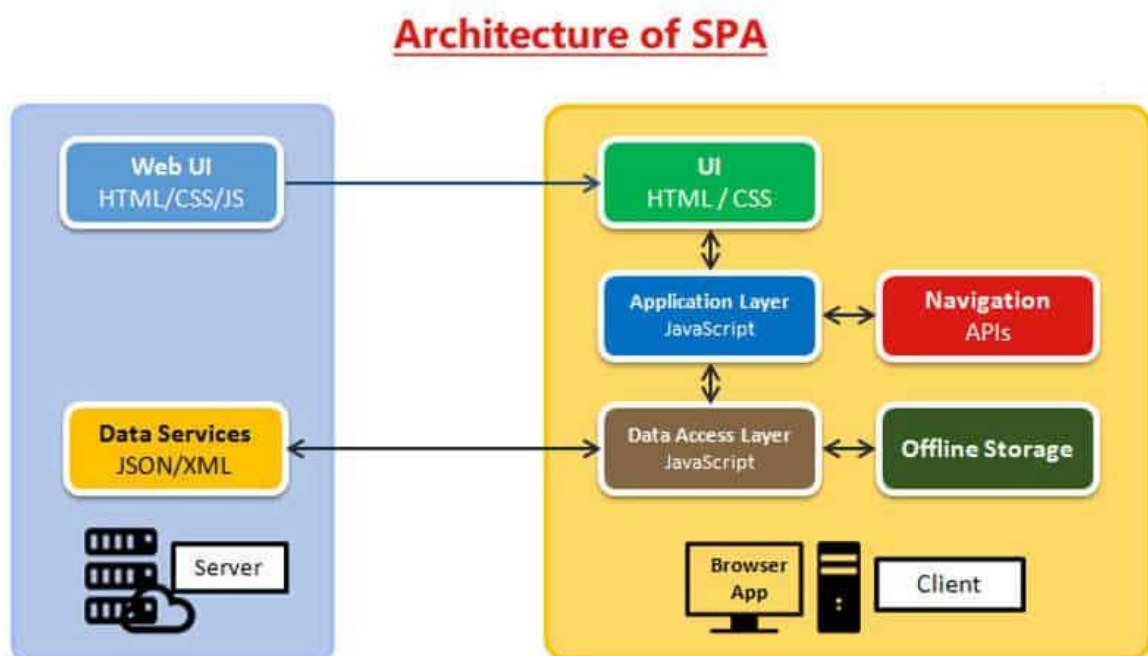 Architecture of SPA
Web UI
HTML/CSS/JS
UI
HTML / CSS
Application Layer
JavaScript
Navigation
APIs
Data Services
JSON/XML
Data Access Layer
JavaScript
Offline Storage
Server
Browser
App
Client